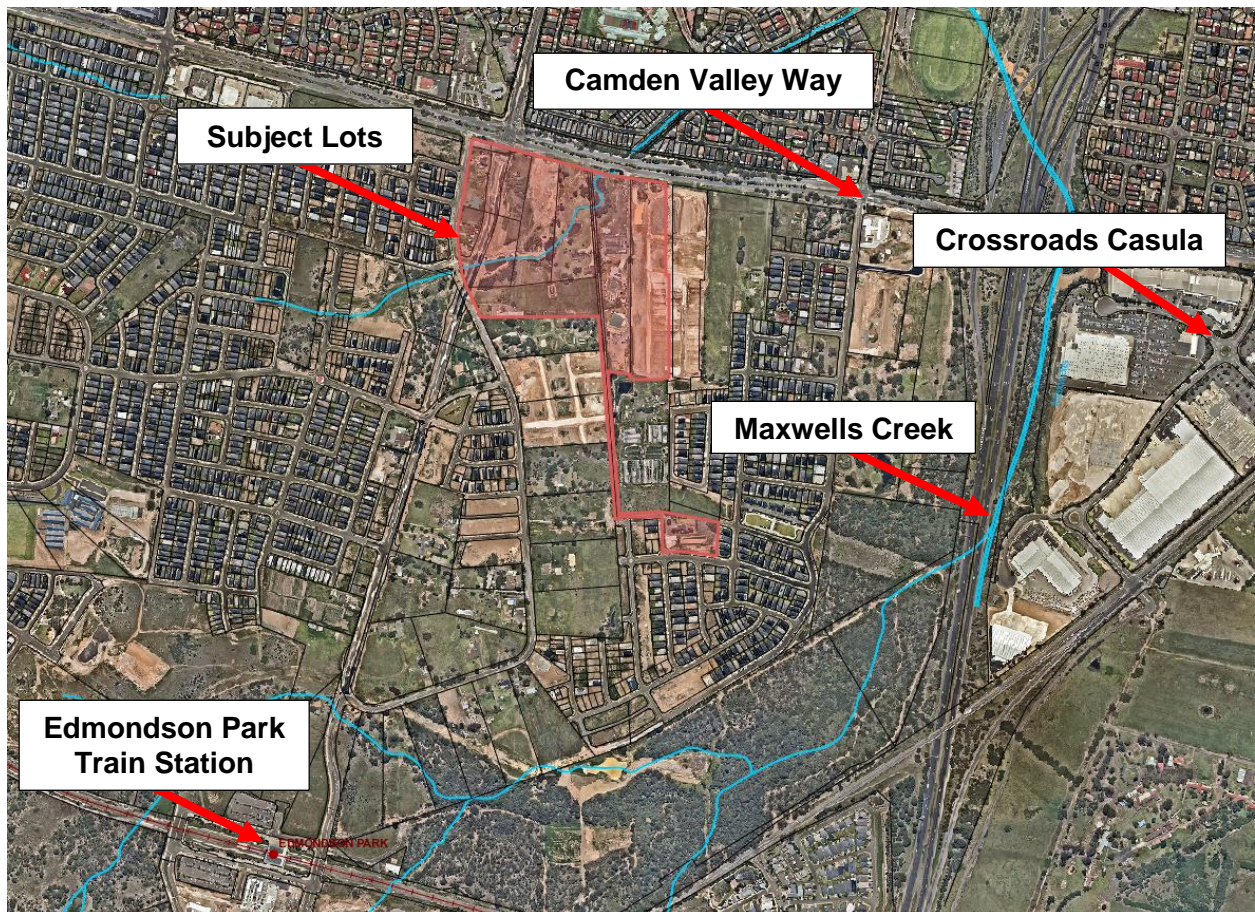 Camden Valley Way
Subject Lots
Crossroads Casula
Maxwells Creek
Edmondson Park
Train Station
EDMONDSON PARK